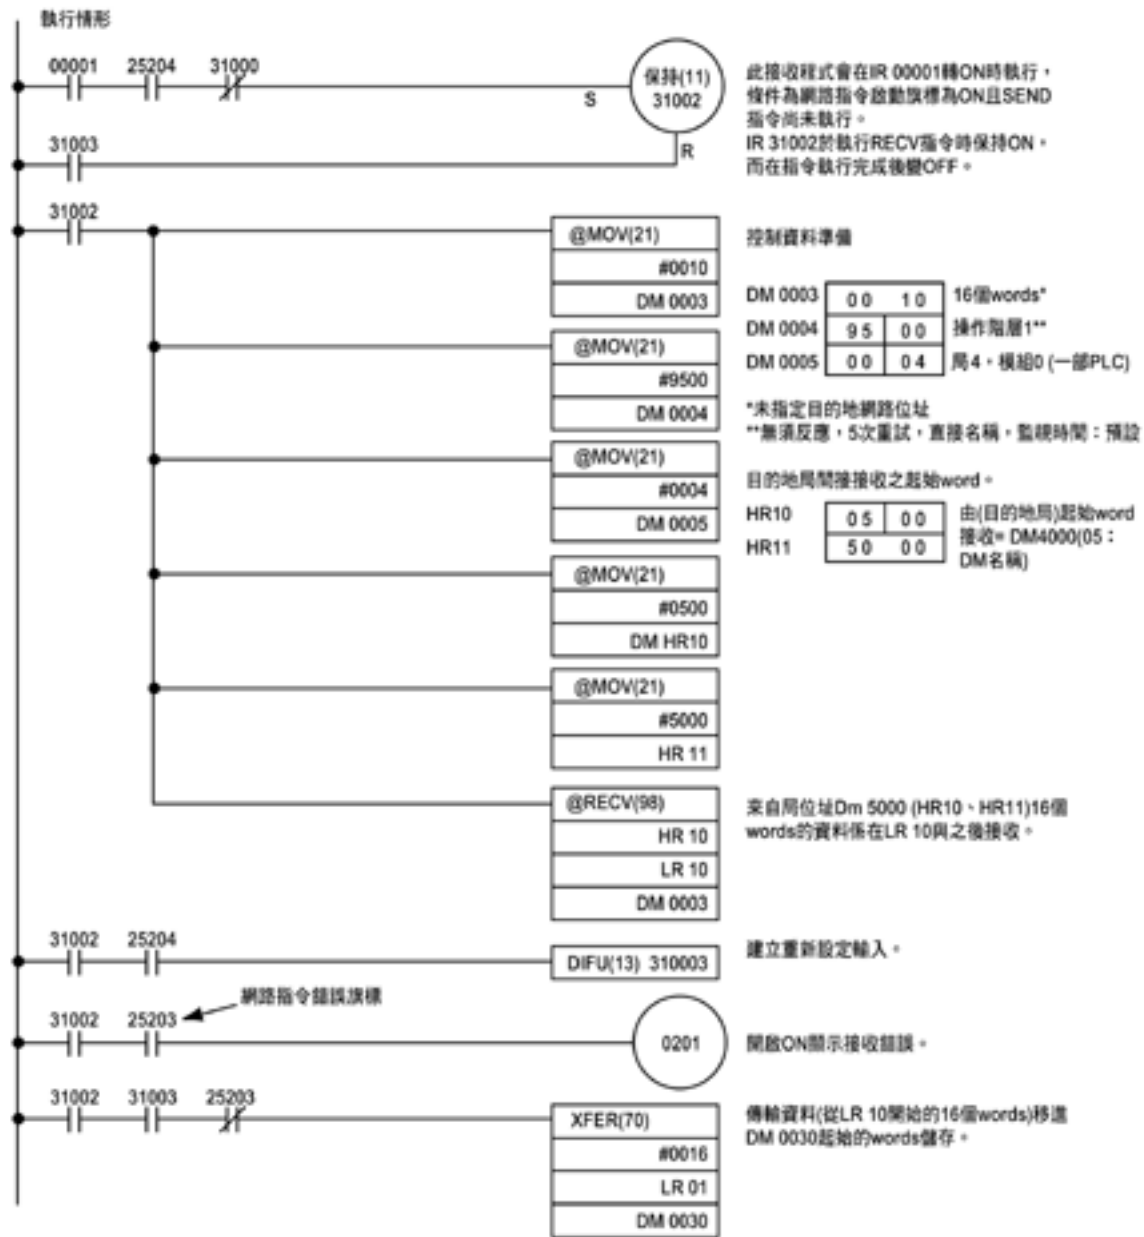 執行情形
00001 25204 31000
保持(11)
31002
S
R
此接收程式會在IR 00001轉ON時執行，
條件為網路指令啟動旗標為ON且SEND
指令尚未執行。
IR 31002於執行RECV指令時保持ON，
而在指令執行完成後變OFF。
31003
31002
@MOV(21)
#0010
DM 0003
控制資料準備
DM 0003 00 10 16個words*
DM 0004 95 00 操作階層1**
DM 0005 00 04 局4，模組0 (一部PLC)
*未指定目的地網路位址
**無須反應，5次重試，直接名稱，監視時間：預設
@MOV(21)
#9500
DM 0004
@MOV(21)
#0004
DM 0005
目的地局間接接收之起始word。
HR10 05 00
HR11 50 00
由(目的地局)起始word
接收= DM4000(05：
DM名稱)
@MOV(21)
#0500
DM HR10
@MOV(21)
#5000
HR 11
@RECV(98)
HR 10
LR 10
DM 0003
來自局位址Dm 5000 (HR10、HR11)16個
words的資料係在LR 10與之後接收。
31002 25204
DIFU(13) 310003
建立重新設定輸入。
網路指令錯誤旗標
31002 25203
0201
開啟ON顯示接收錯誤。
31002 31003 25203
XFER(70)
#0016
LR 01
DM 0030
傳輸資料(從LR 10開始的16個words)移進
DM 0030起始的words儲存。